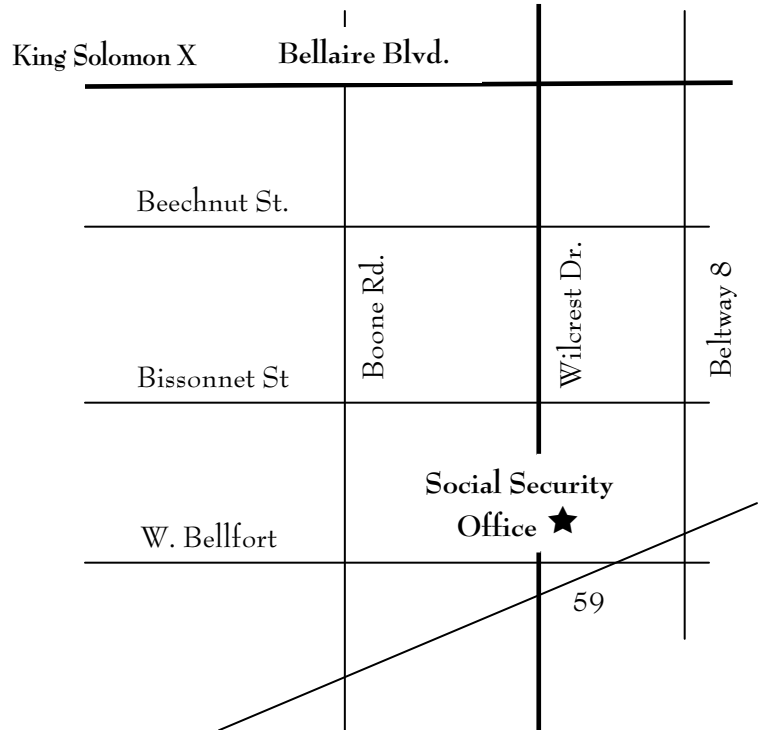 King Solomon X
Bellaire Blvd.
Beechnut St.
Boone Rd.
Wilcrest Dr.
Beltway 8
Bissonnet St
Social Security
Office
W. Bellfort
59